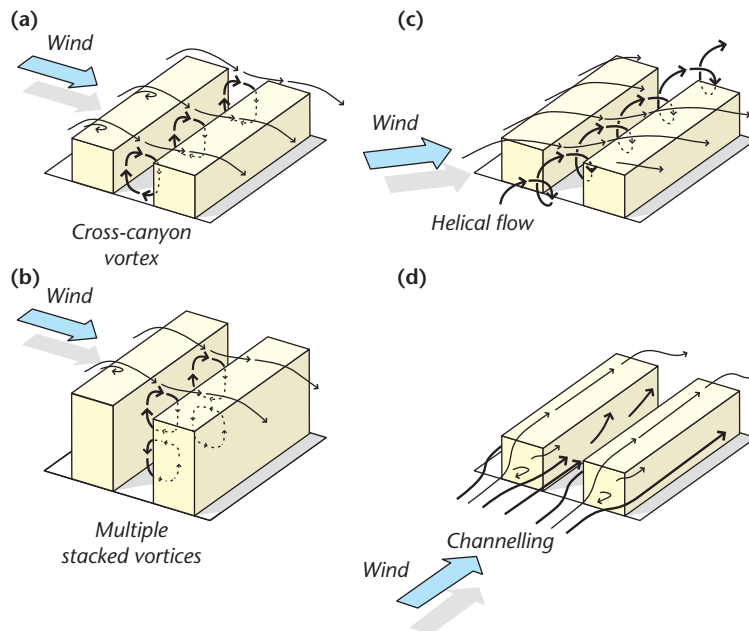 (a)
Wind
Cross-canyon
vortex
(b)
Wind
Multiple
stacked vortices
(c)
Wind
Helical flow
(d)
Channelling
Wind